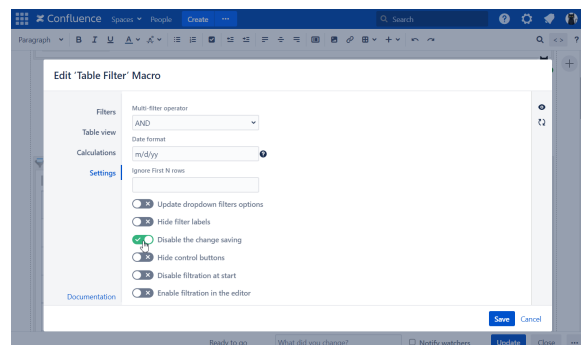 Confluence Spaces People Create ... Search ?
Paragraph B I U A <> ?
Edit 'Table Filter' Macro
Filters
Table view
Calculations
Settings
Documentation
Multi-filter operator
AND
Date format
m/d/yy
?
Ignore First N rows
Update dropdown filters options
Hide filter labels
Disable the change saving
Hide control buttons
Disable filtration at start
Enable filtration in the editor
Save Cancel
Ready to go What did you change? Notify watchers Update Close ...